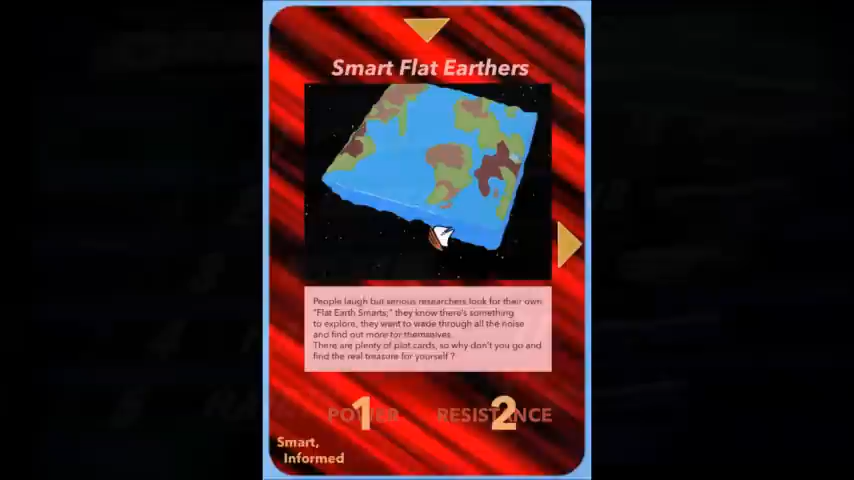 Smart Flat Earthers
People laugh but serious researchers look for their own
"Flat Earth Smarts;" they know there's something
to explore, they want to wade through all the noise
and find out more for themselves.
There are plenty of plot cards, so why don't you go and
find the real treasure for yourself ?
POWER 1 RESISTANCE 2
Smart,
Informed